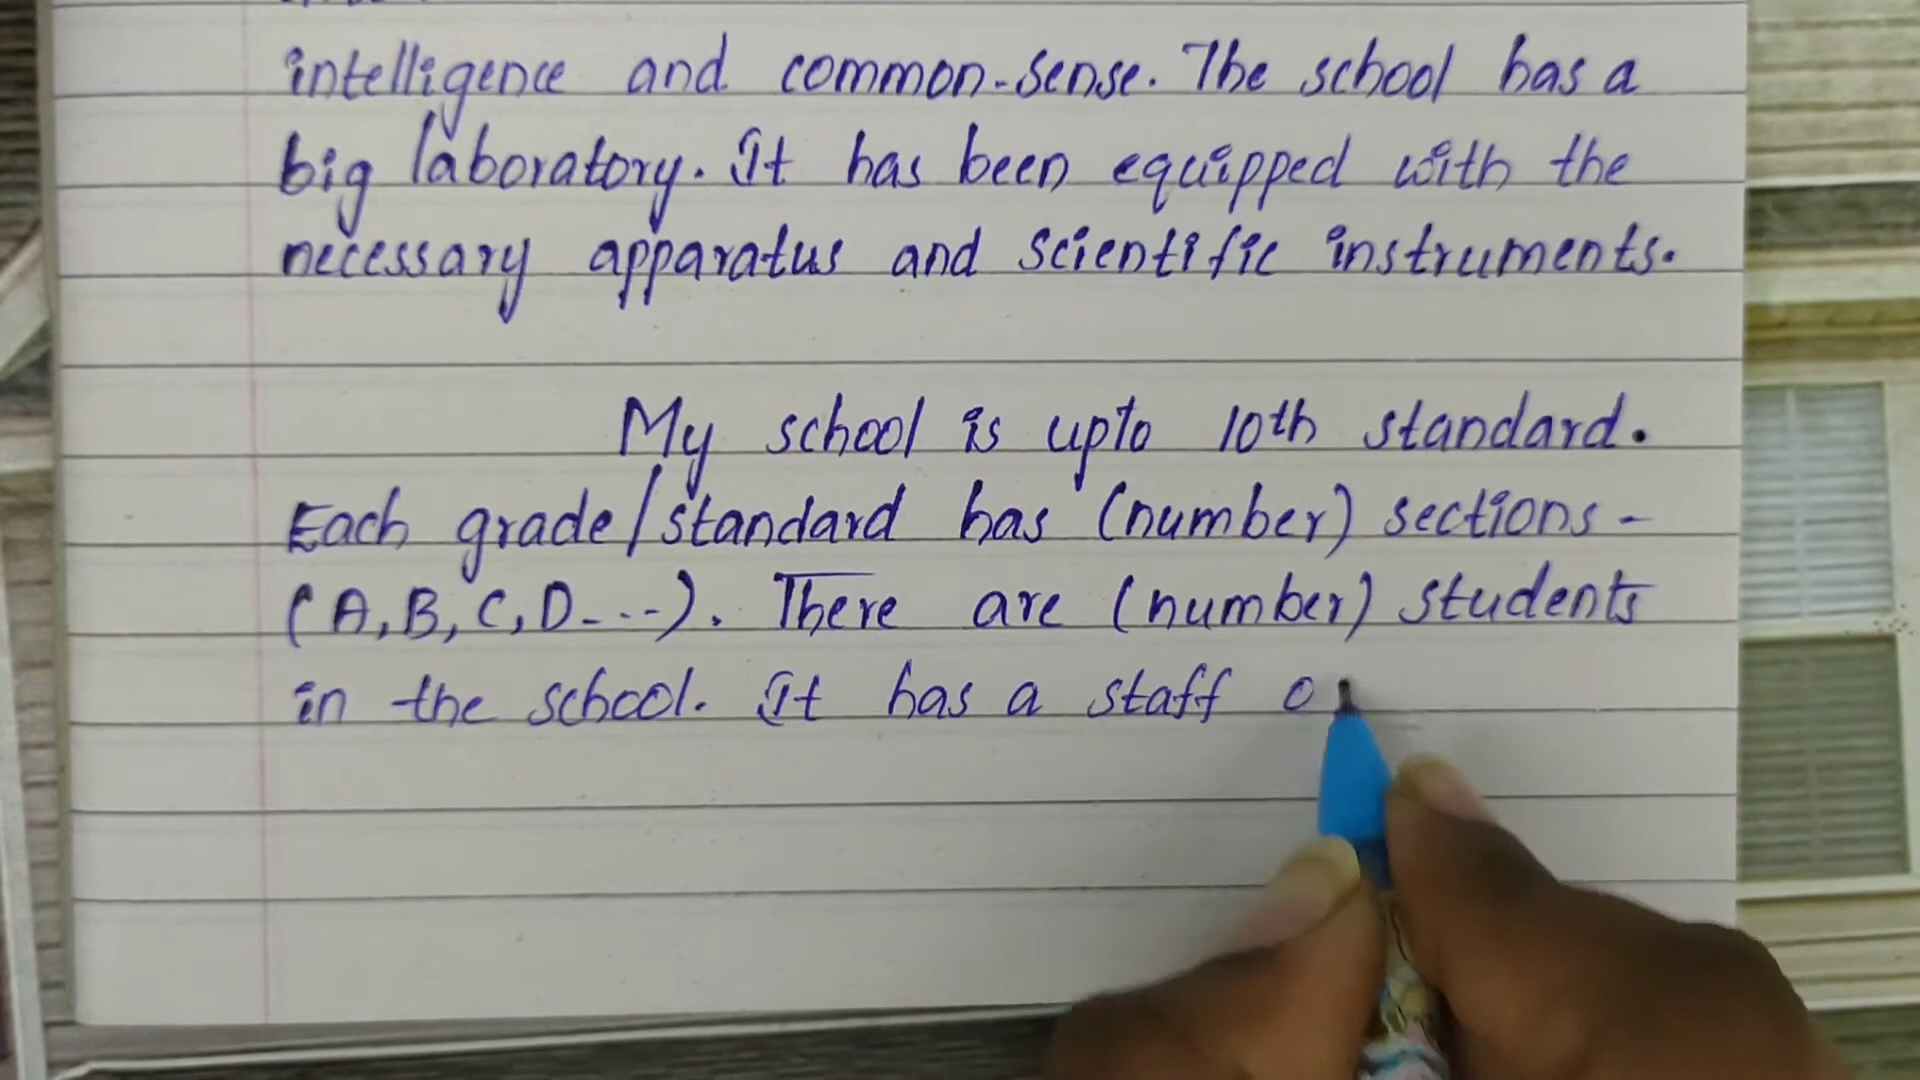 intelligence and common-sense. The school has a
big laboratory. It has been equipped with the
necessary apparatus and scientific instruments.
My school is upto 10th standard.
Each grade/standard has (number) sections-
(A,B,C,D...). There are (number) students
in the school. It has a staff